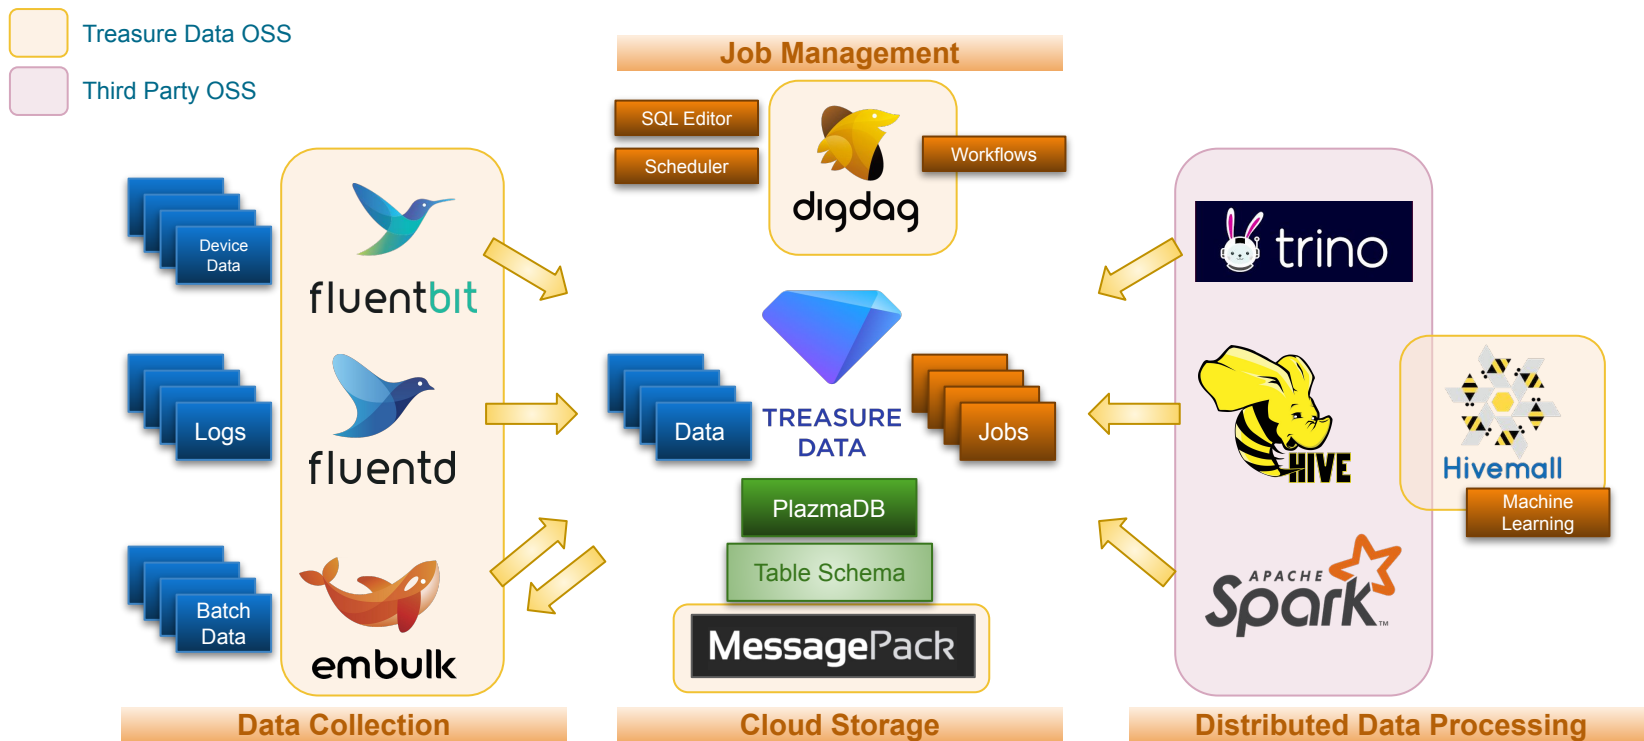 Treasure Data OSS
Third Party OSS
Job Management
SQL Editor
Scheduler
Workflows
digdag
Device
Data
fluentbit
trino
Logs
fluentd
Data
TREASURE
DATA
Jobs
HIVE
Hivemall
Machine
Learning
PlazmaDB
Table Schema
Batch
Data
embulk
MessagePack
APACHE
Spark™
Data Collection
Cloud Storage
Distributed Data Processing